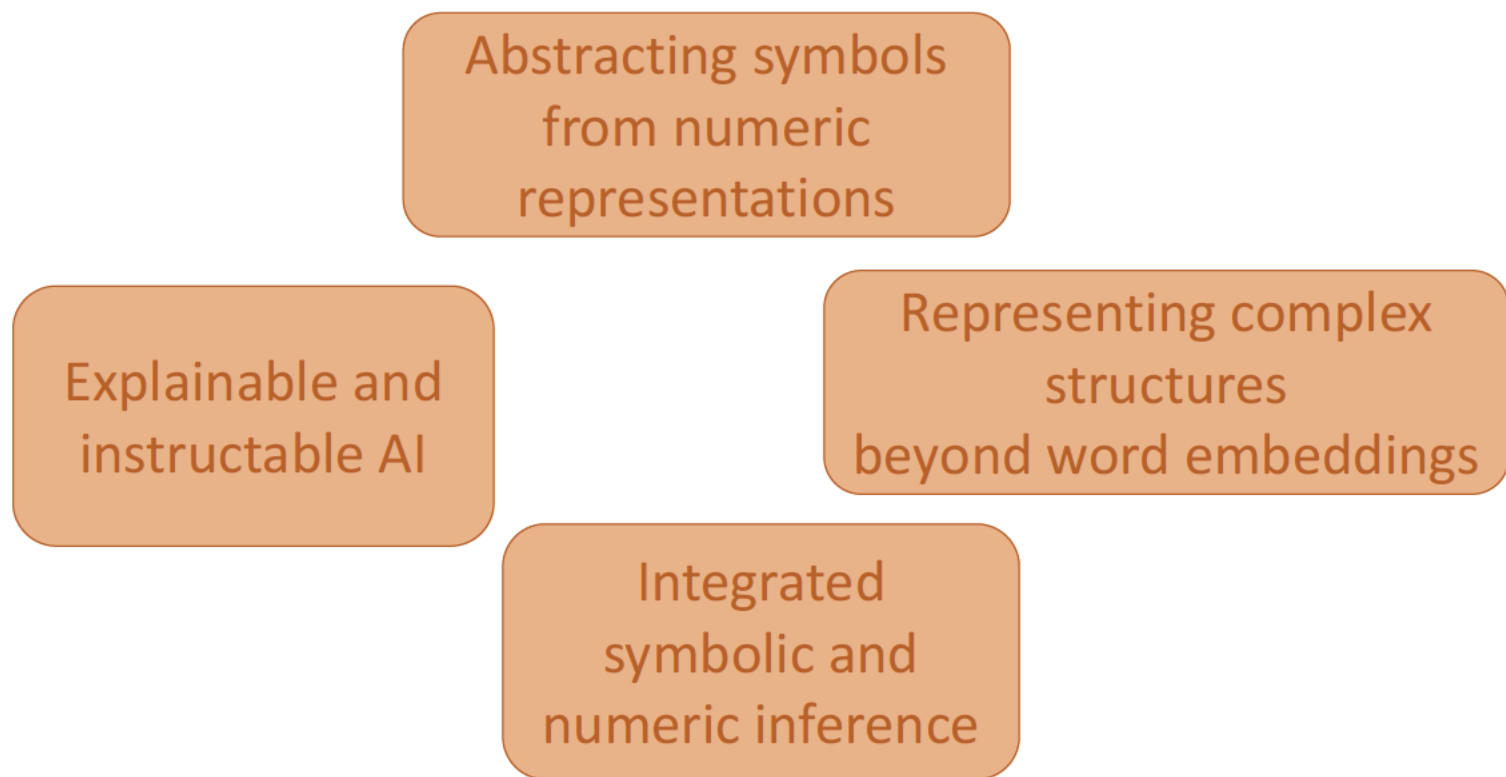 Abstracting symbols
from numeric
representations
Explainable and
instructable AI
Representing complex
structures
beyond word embeddings
Integrated
symbolic and
numeric inference